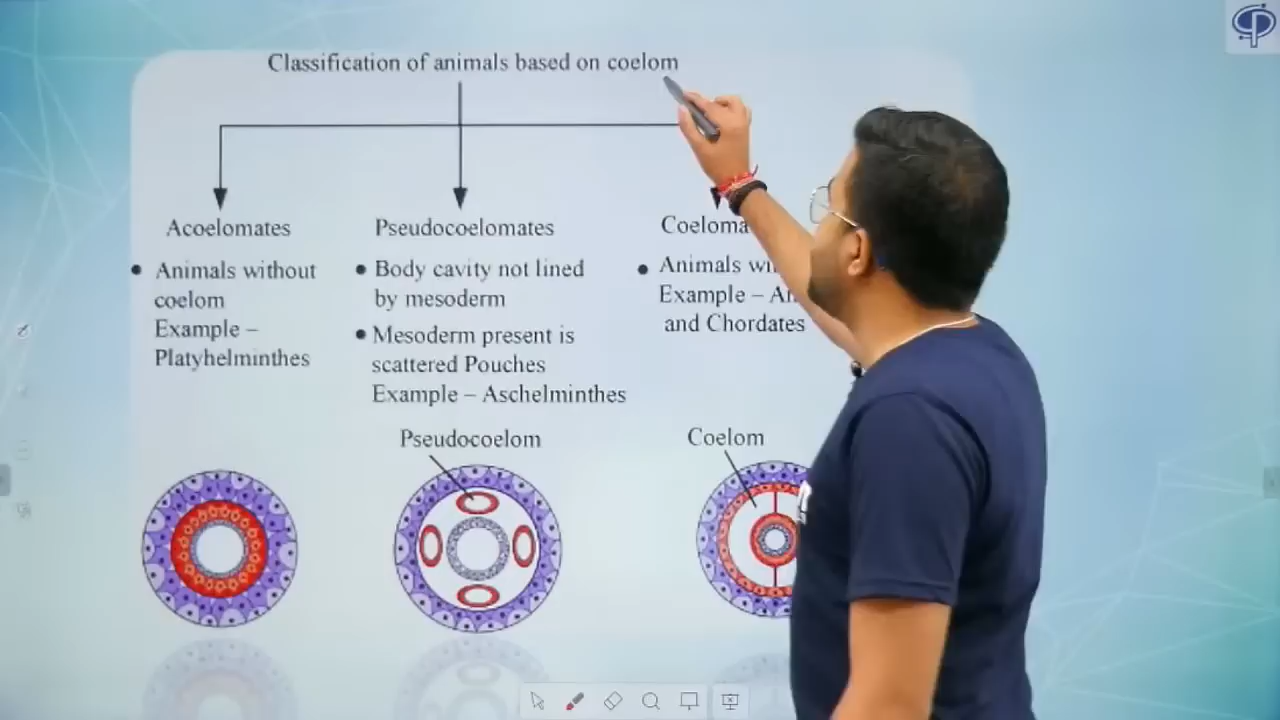 Classification of animals based on coelom
Acoelomates
• Animals without
coelom
Example –
Platyhelminthes
Pseudocoelomates
• Body cavity not lined
by mesoderm
• Mesoderm present is
scattered Pouches
Example – Aschelminthes
• Animals
Example –
and Chordates
Pseudocoelom
Coelom